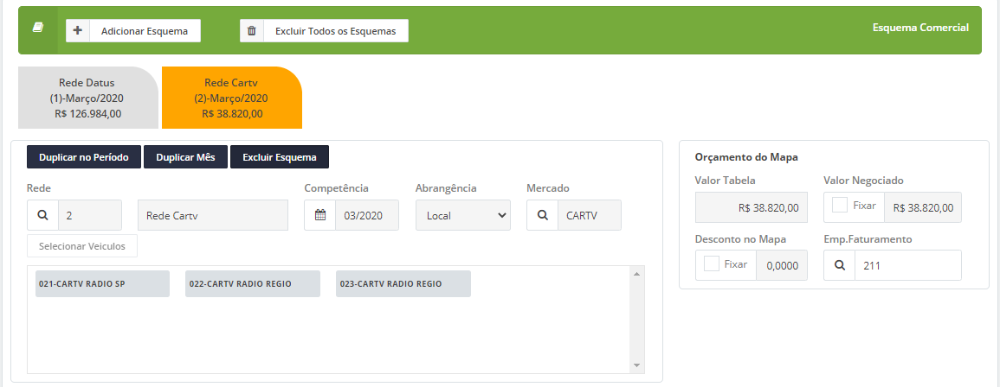 Adicionar Esquema
Excluir Todos os Esquemas
Esquema Comercial
Rede Datus
(1)-Março/2020
R$ 126.984,00
Rede Cartv
(2)-Março/2020
R$ 38.820,00
Duplicar no Período
Duplicar Mês
Excluir Esquema
Rede
Competência
Abrangência
Mercado
2
Rede Cartv
03/2020
Local
CARTV
Selecionar Veiculos
021-CARTV RADIO SP
022-CARTV RADIO REGIO
023-CARTV RADIO REGIO
Orçamento do Mapa
Valor Tabela
Valor Negociado
R$ 38.820,00
Fixar
R$ 38.820,00
Desconto no Mapa
Emp.Faturamento
Fixar
0,0000
211